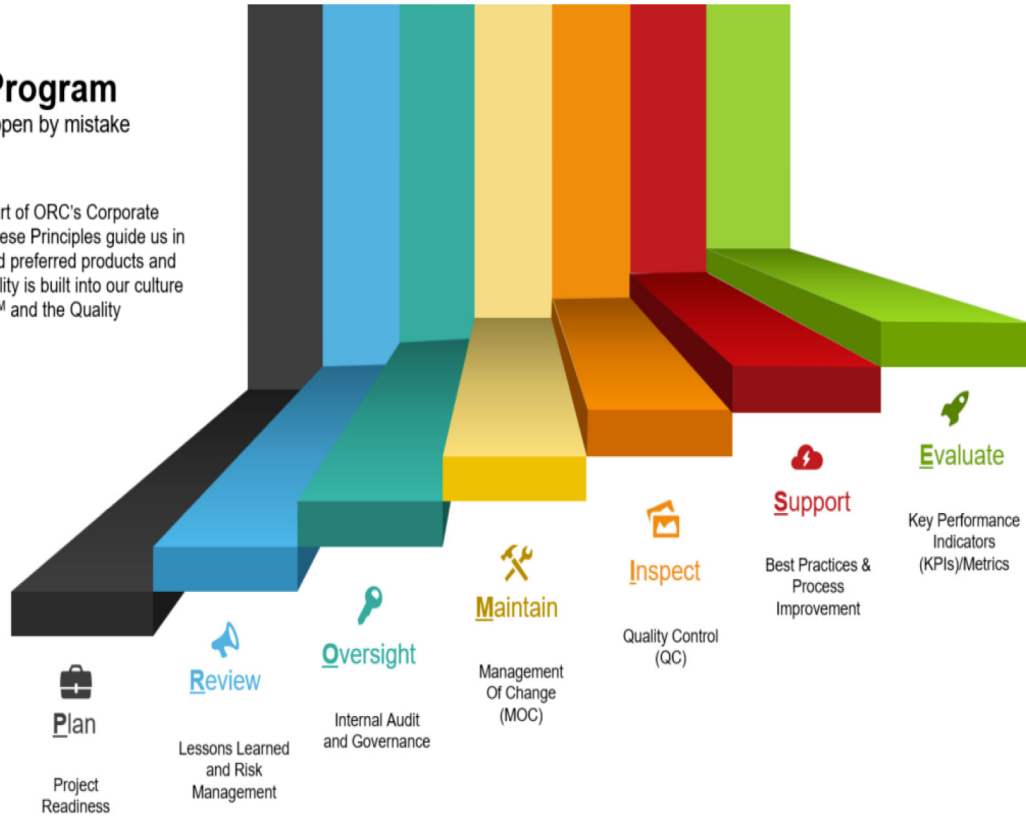 Program
ppen by mistake
rt of ORC's Corporate
ese Principles guide us in
d preferred products and
lity is built into our culture
M and the Quality
Evaluate
Key Performance
Indicators
(KPIs)/Metrics
Support
Best Practices &
Process
Improvement
Inspect
Quality Control
(QC)
Maintain
Management
Of Change
(MOC)
Oversight
Internal Audit
and Governance
Review
Lessons Learned
and Risk
Management
Plan
Project
Readiness